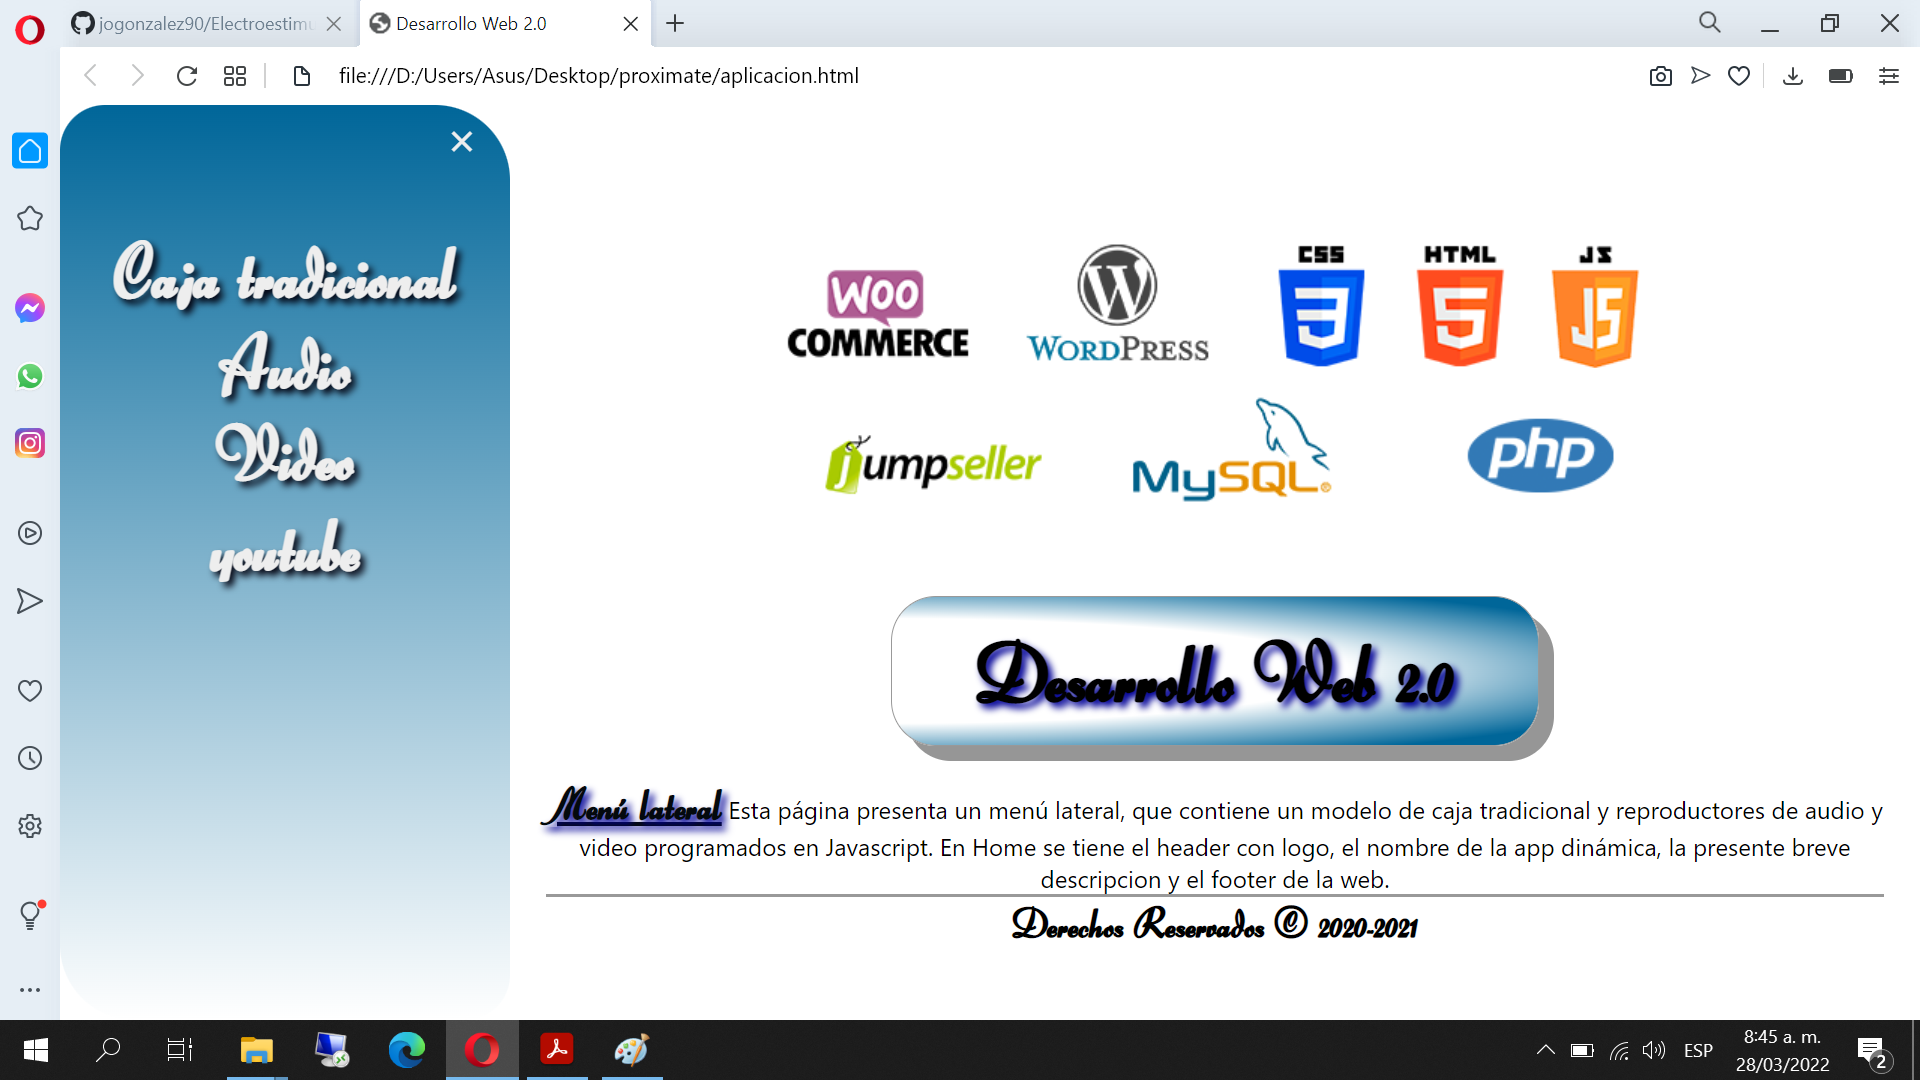 jogonzalez90/Electroestimu
Desarrollo Web 2.0
file:///D:/Users/Asus/Desktop/proximate/aplicacion.html
Caja tradicional
Audio
Video
youtube
WOO
COMMERCE
WORDPRESS
CSS
HTML
JS
3
5
JS
jumpseller
MySQL®
php
Desarrollo Web 2.0
Menú lateral Esta página presenta un menú lateral, que contiene un modelo de caja tradicional y reproductores de audio y
video programados en Javascript. En Home se tiene el header con logo, el nombre de la app dinámica, la presente breve
descripcion y el footer de la web.
Derechos Reservados © 2020-2021
ESP
8:45 a. m.
28/03/2022
2